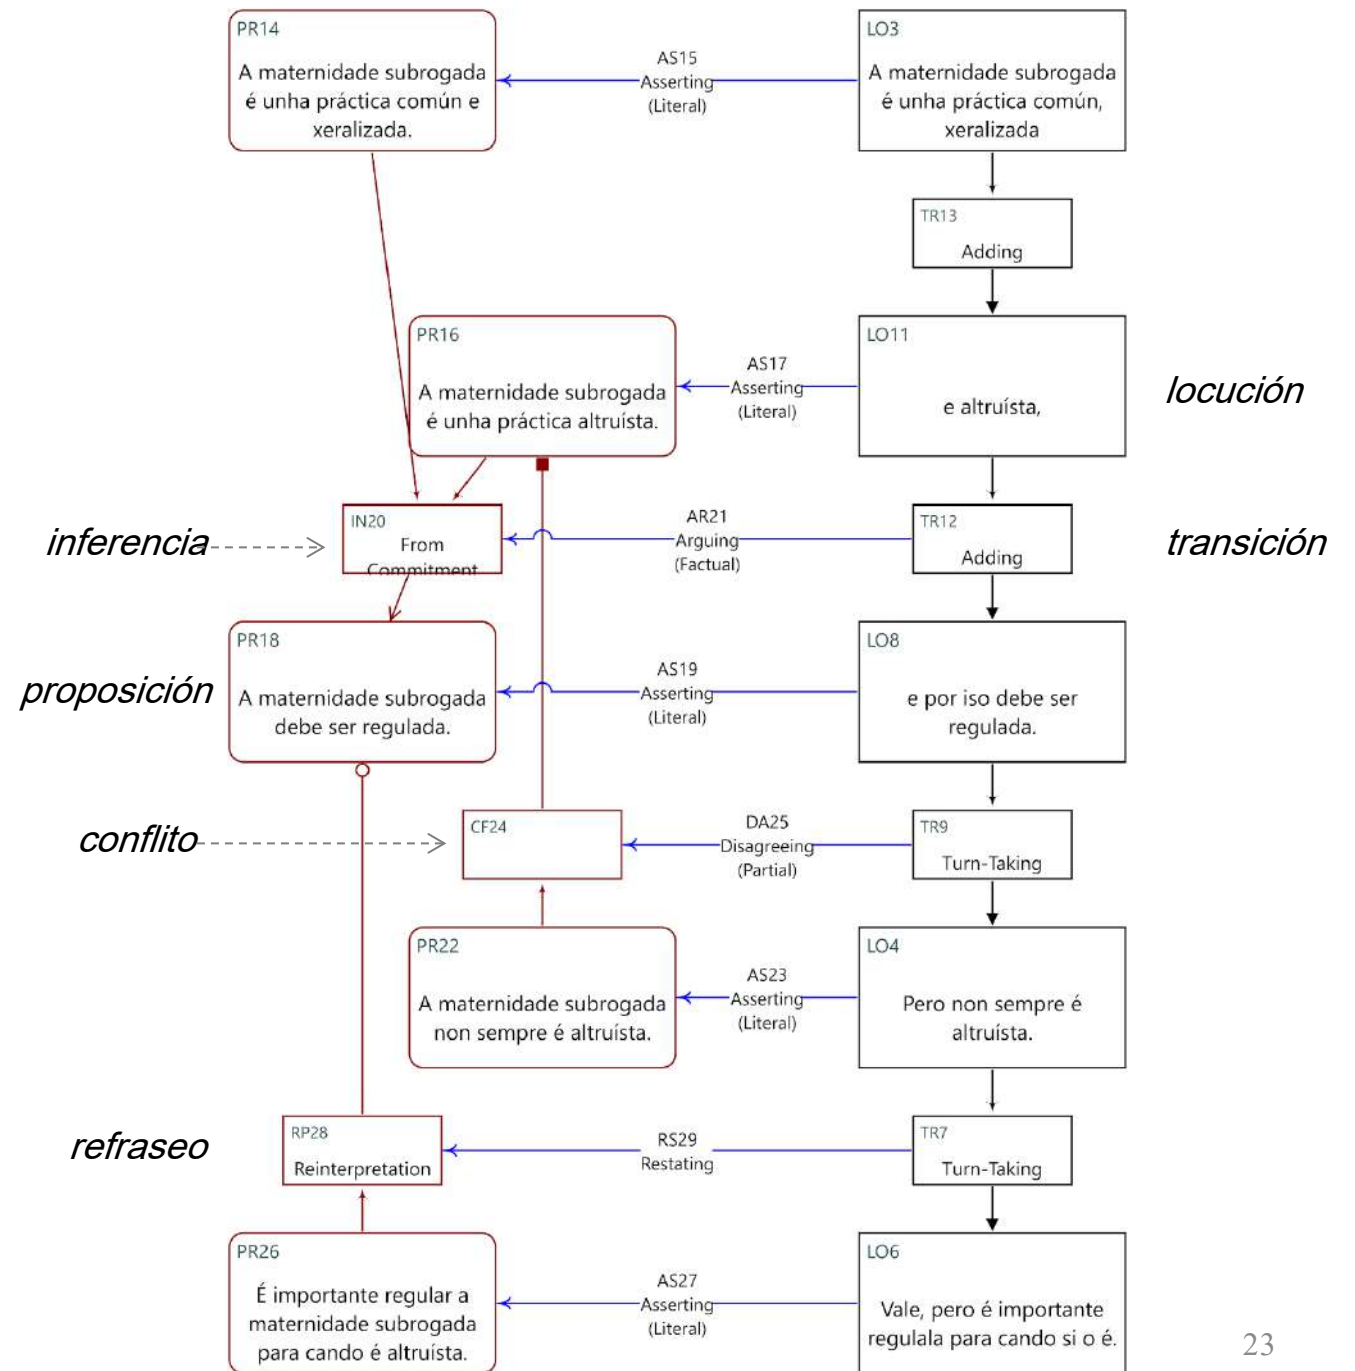 PR14
A maternidade subrogada
é unha práctica común e
xeralizada.
AS15
Asserting
(Literal)
LO3
A maternidade subrogada
é unha práctica común,
xeralizada
TR13
Adding
PR16
A maternidade subrogada
é unha práctica altruísta.
AS17
Asserting
(Literal)
LO11
e altruísta,
locución
inferencia
IN20
From
Commitment
AR21
Arguing
(Factual)
TR12
Adding
transición
proposición
PR18
A maternidade subrogada
debe ser regulada.
AS19
Asserting
(Literal)
LO8
e por iso debe ser
regulada.
conflito
CF24
DA25
Disagreeing
(Partial)
TR9
Turn-Taking
PR22
A maternidade subrogada
non sempre é altruísta.
AS23
Asserting
(Literal)
LO4
Pero non sempre é
altruísta.
refraseo
RP28
Reinterpretation
RS29
Restating
TR7
Turn-Taking
PR26
É importante regular a
maternidade subrogada
para cando é altruísta.
AS27
Asserting
(Literal)
LO6
Vale, pero é importante
regulala para cando si o é.
23